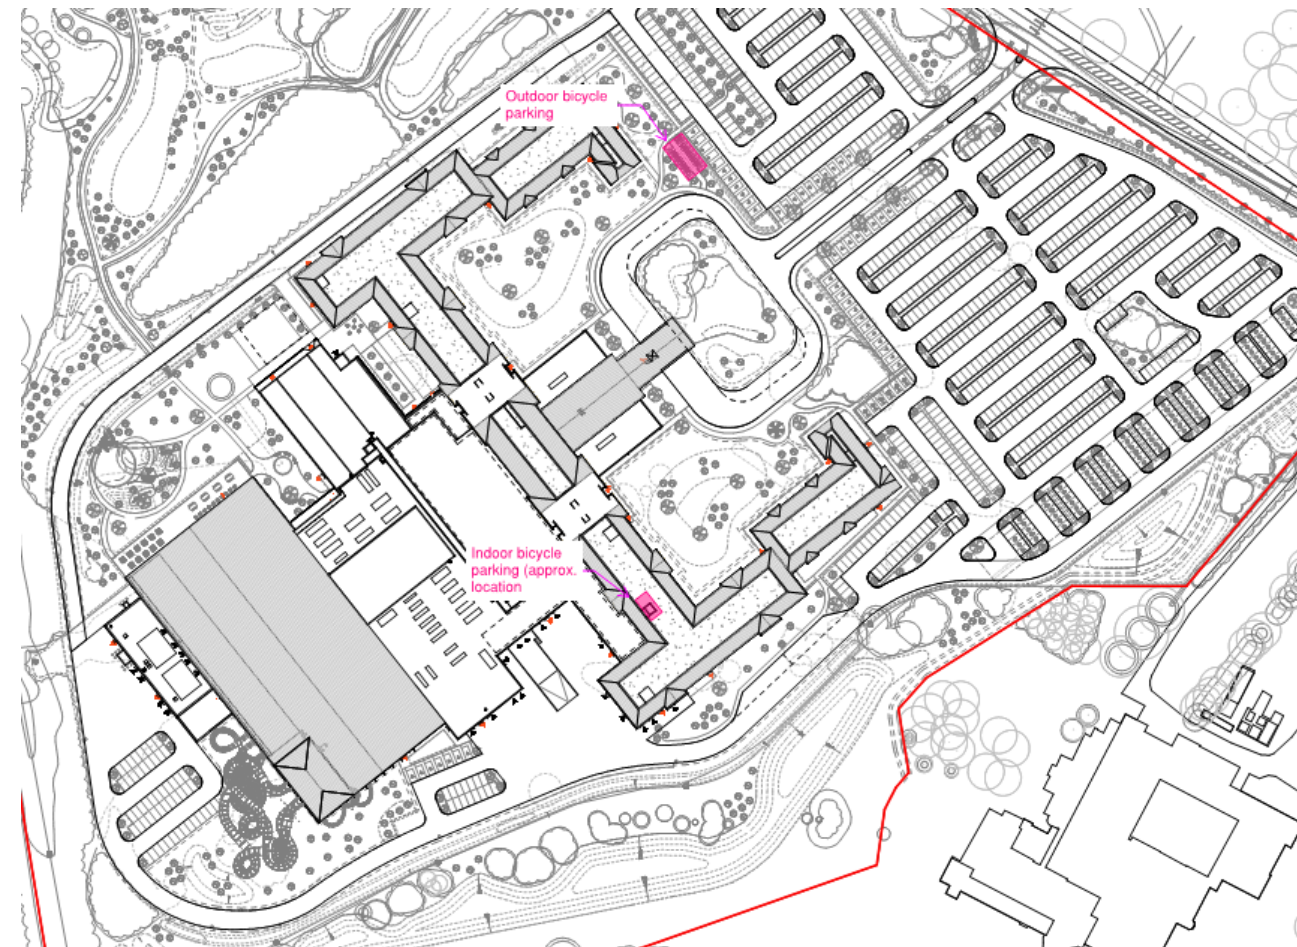 Outdoor bicycle
parking
Indoor bicycle
parking (approx.
location